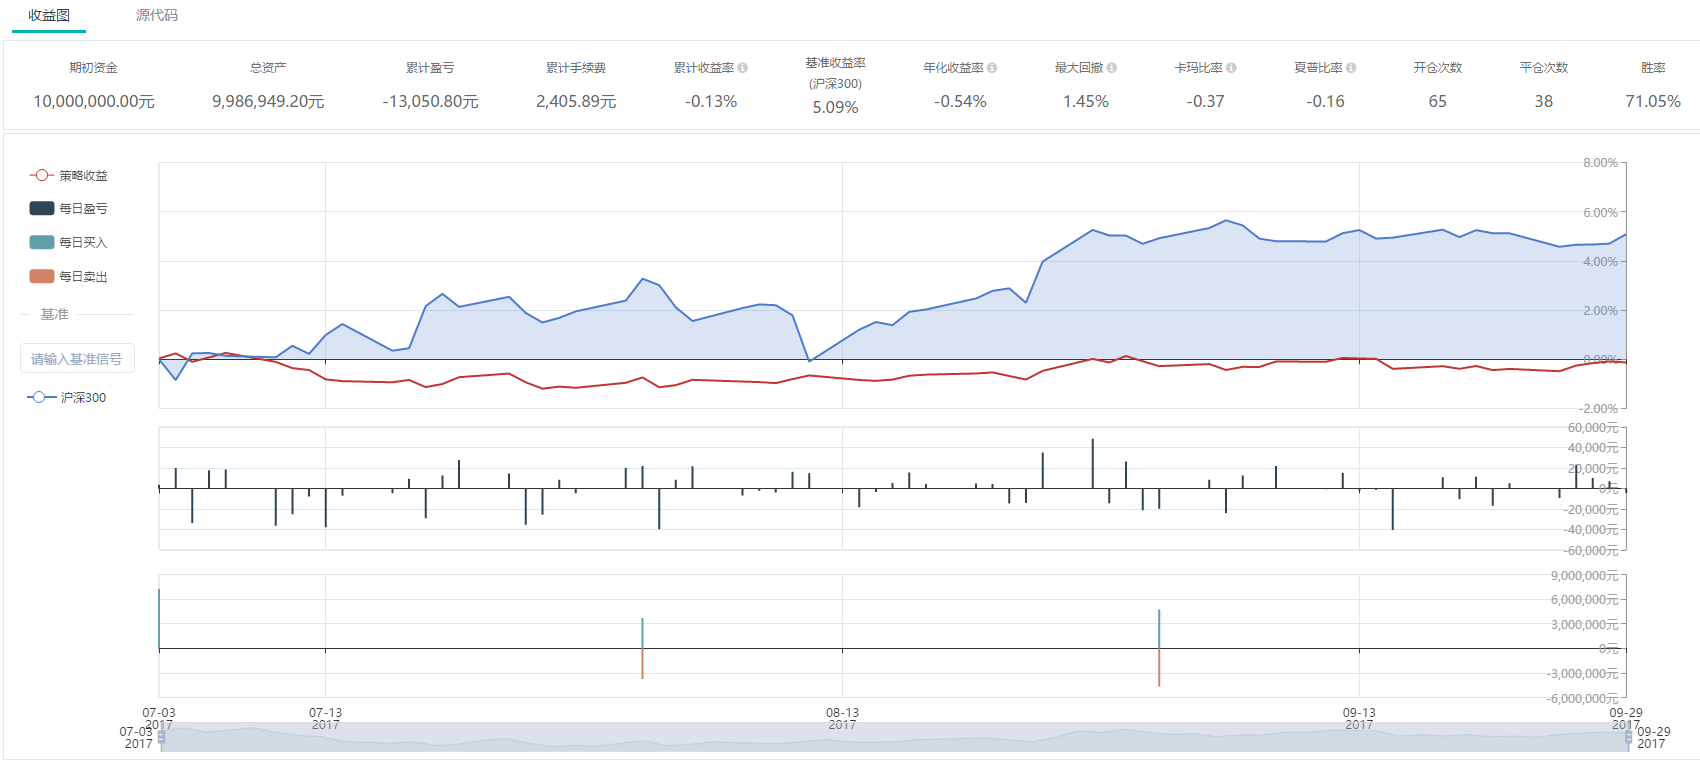 收益图
源代码
期初资金
总资产
累计盈亏
累计手续费
累计收益率
基准收益率
(沪深300)
年化收益率
最大回撤
卡玛比率
夏普比率
开仓次数
平仓次数
胜率
10,000,000.00元
9,986,949.20元
-13,050.80元
2,405.89元
-0.13%
5.09%
-0.54%
1.45%
-0.37
-0.16
65
38
71.05%
策略收益
每日盈亏
每日买入
每日卖出
基准
请输入基准信号
沪深300
8.00%
6.00%
4.00%
2.00%
0.00%
-2.00%
60,000元
40,000元
20,000元
0元
-20,000元
-40,000元
-60,000元
9,000,000元
6,000,000元
3,000,000元
0元
-3,000,000元
-6,000,000元
07-03
2017
07-13
2017
08-13
2017
09-13
2017
09-29
2017
07-03
2017
09-29
2017